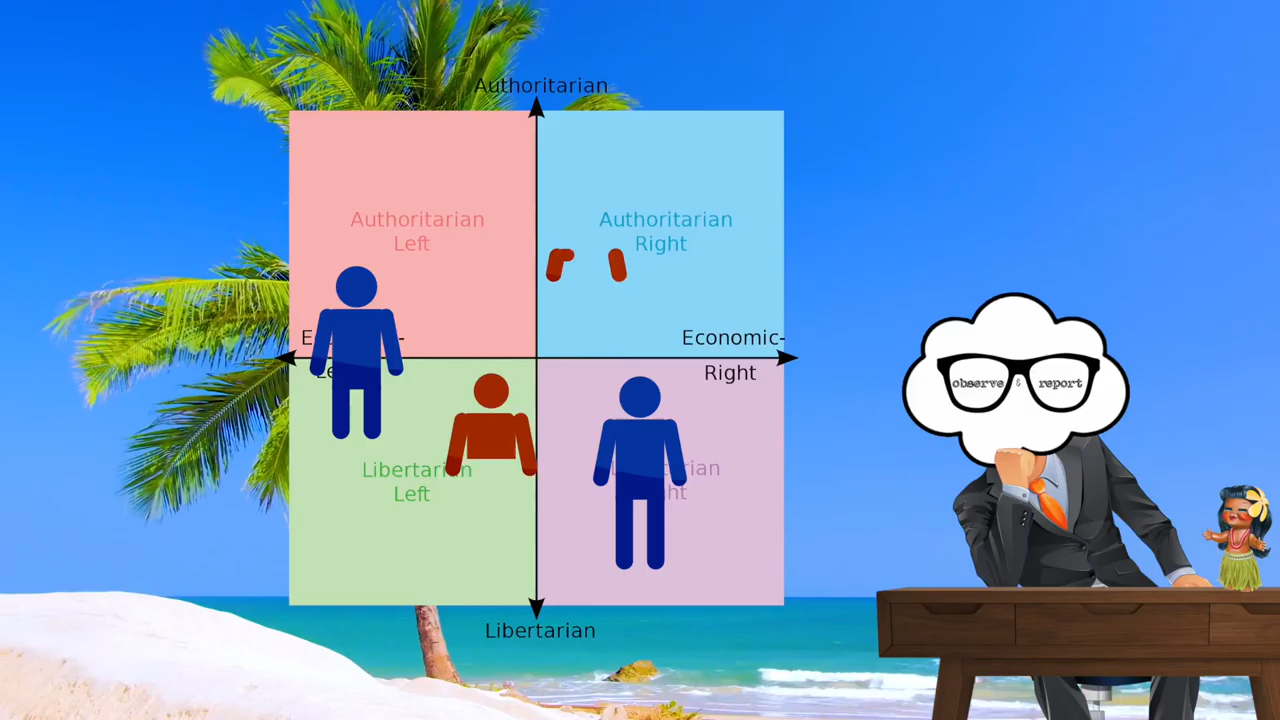 Authoritarian
Authoritarian
Left
Authoritarian
Right
Economic-
Right
observe & report
Libertarian
Left
Libertarian